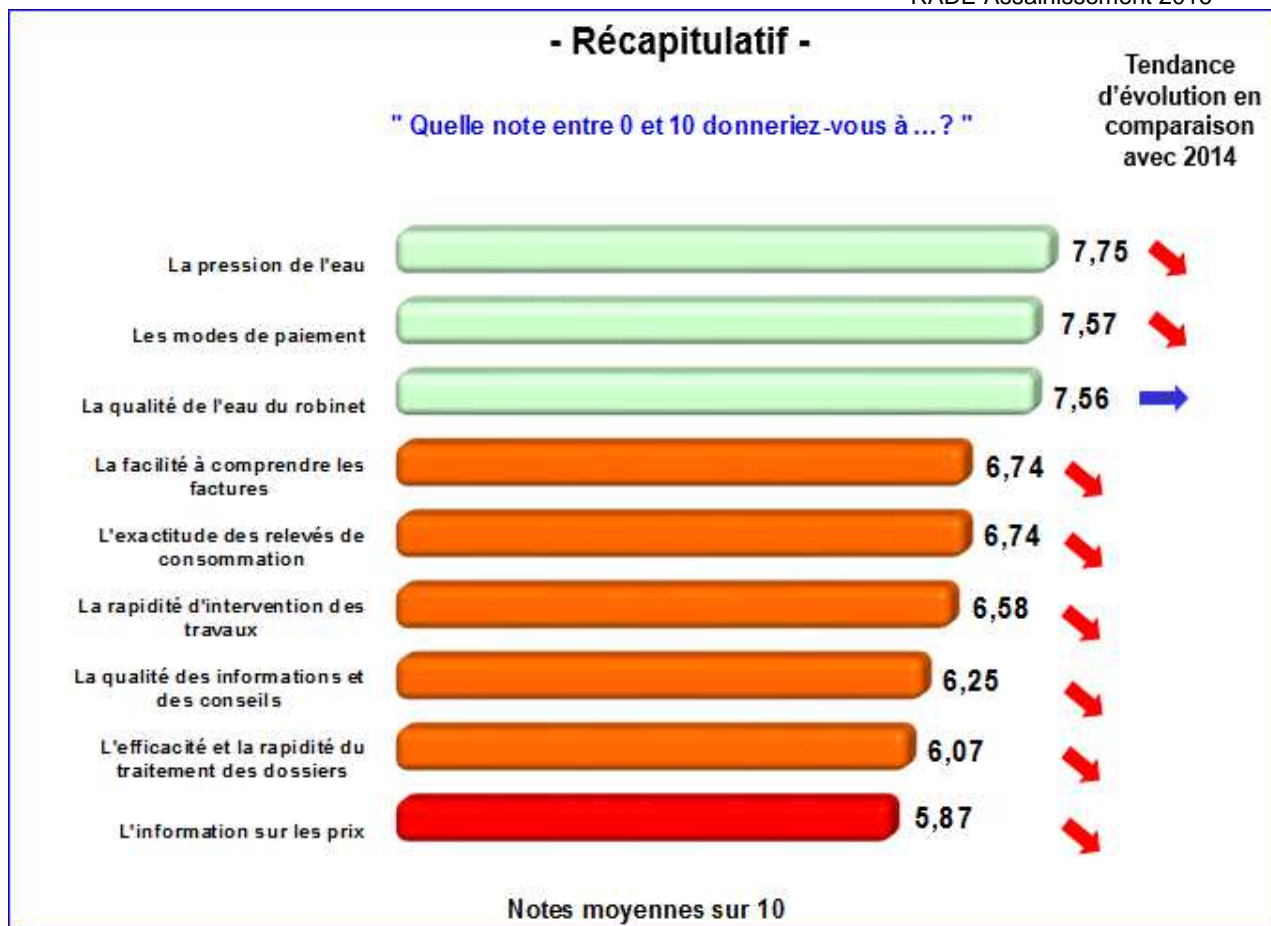 - Récapitulatif -
Tendance
d'évolution en
comparaison
avec 2014
" Quelle note entre 0 et 10 donneriez-vous à ...? "
La pression de l'eau
7,75
Les modes de paiement
7,57
La qualité de l'eau du robinet
7,56
La facilité à comprendre les
factures
6,74
L'exactitude des relevés de
consommation
6,74
La rapidité d'intervention des
travaux
6,58
La qualité des informations et
des conseils
6,25
L'efficacité et la rapidité du
traitement des dossiers
6,07
L'information sur les prix
5,87
Notes moyennes sur 10